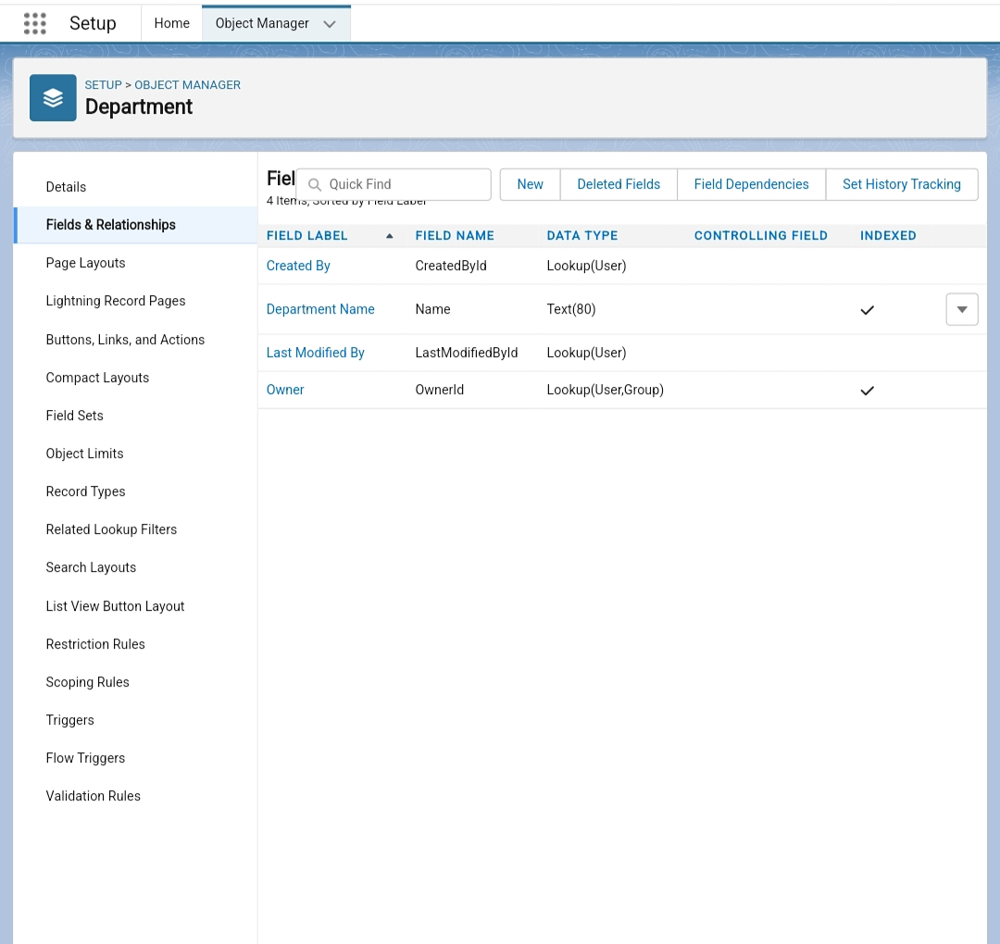 Setup Home Object Manager
SETUP > OBJECT MANAGER
Department
Details
Fields & Relationships
Page Layouts
Lightning Record Pages
Buttons, Links, and Actions
Compact Layouts
Field Sets
Object Limits
Record Types
Related Lookup Filters
Search Layouts
List View Button Layout
Restriction Rules
Scoping Rules
Triggers
Flow Triggers
Validation Rules
Fiel Quick Find New Deleted Fields Field Dependencies Set History Tracking
4 Items, Sorted by Field Label
FIELD LABEL FIELD NAME DATA TYPE CONTROLLING FIELD INDEXED
Created By CreatedById Lookup(User)
Department Name Name Text(80)
Last Modified By LastModifiedById Lookup(User)
Owner OwnerId Lookup(User,Group)